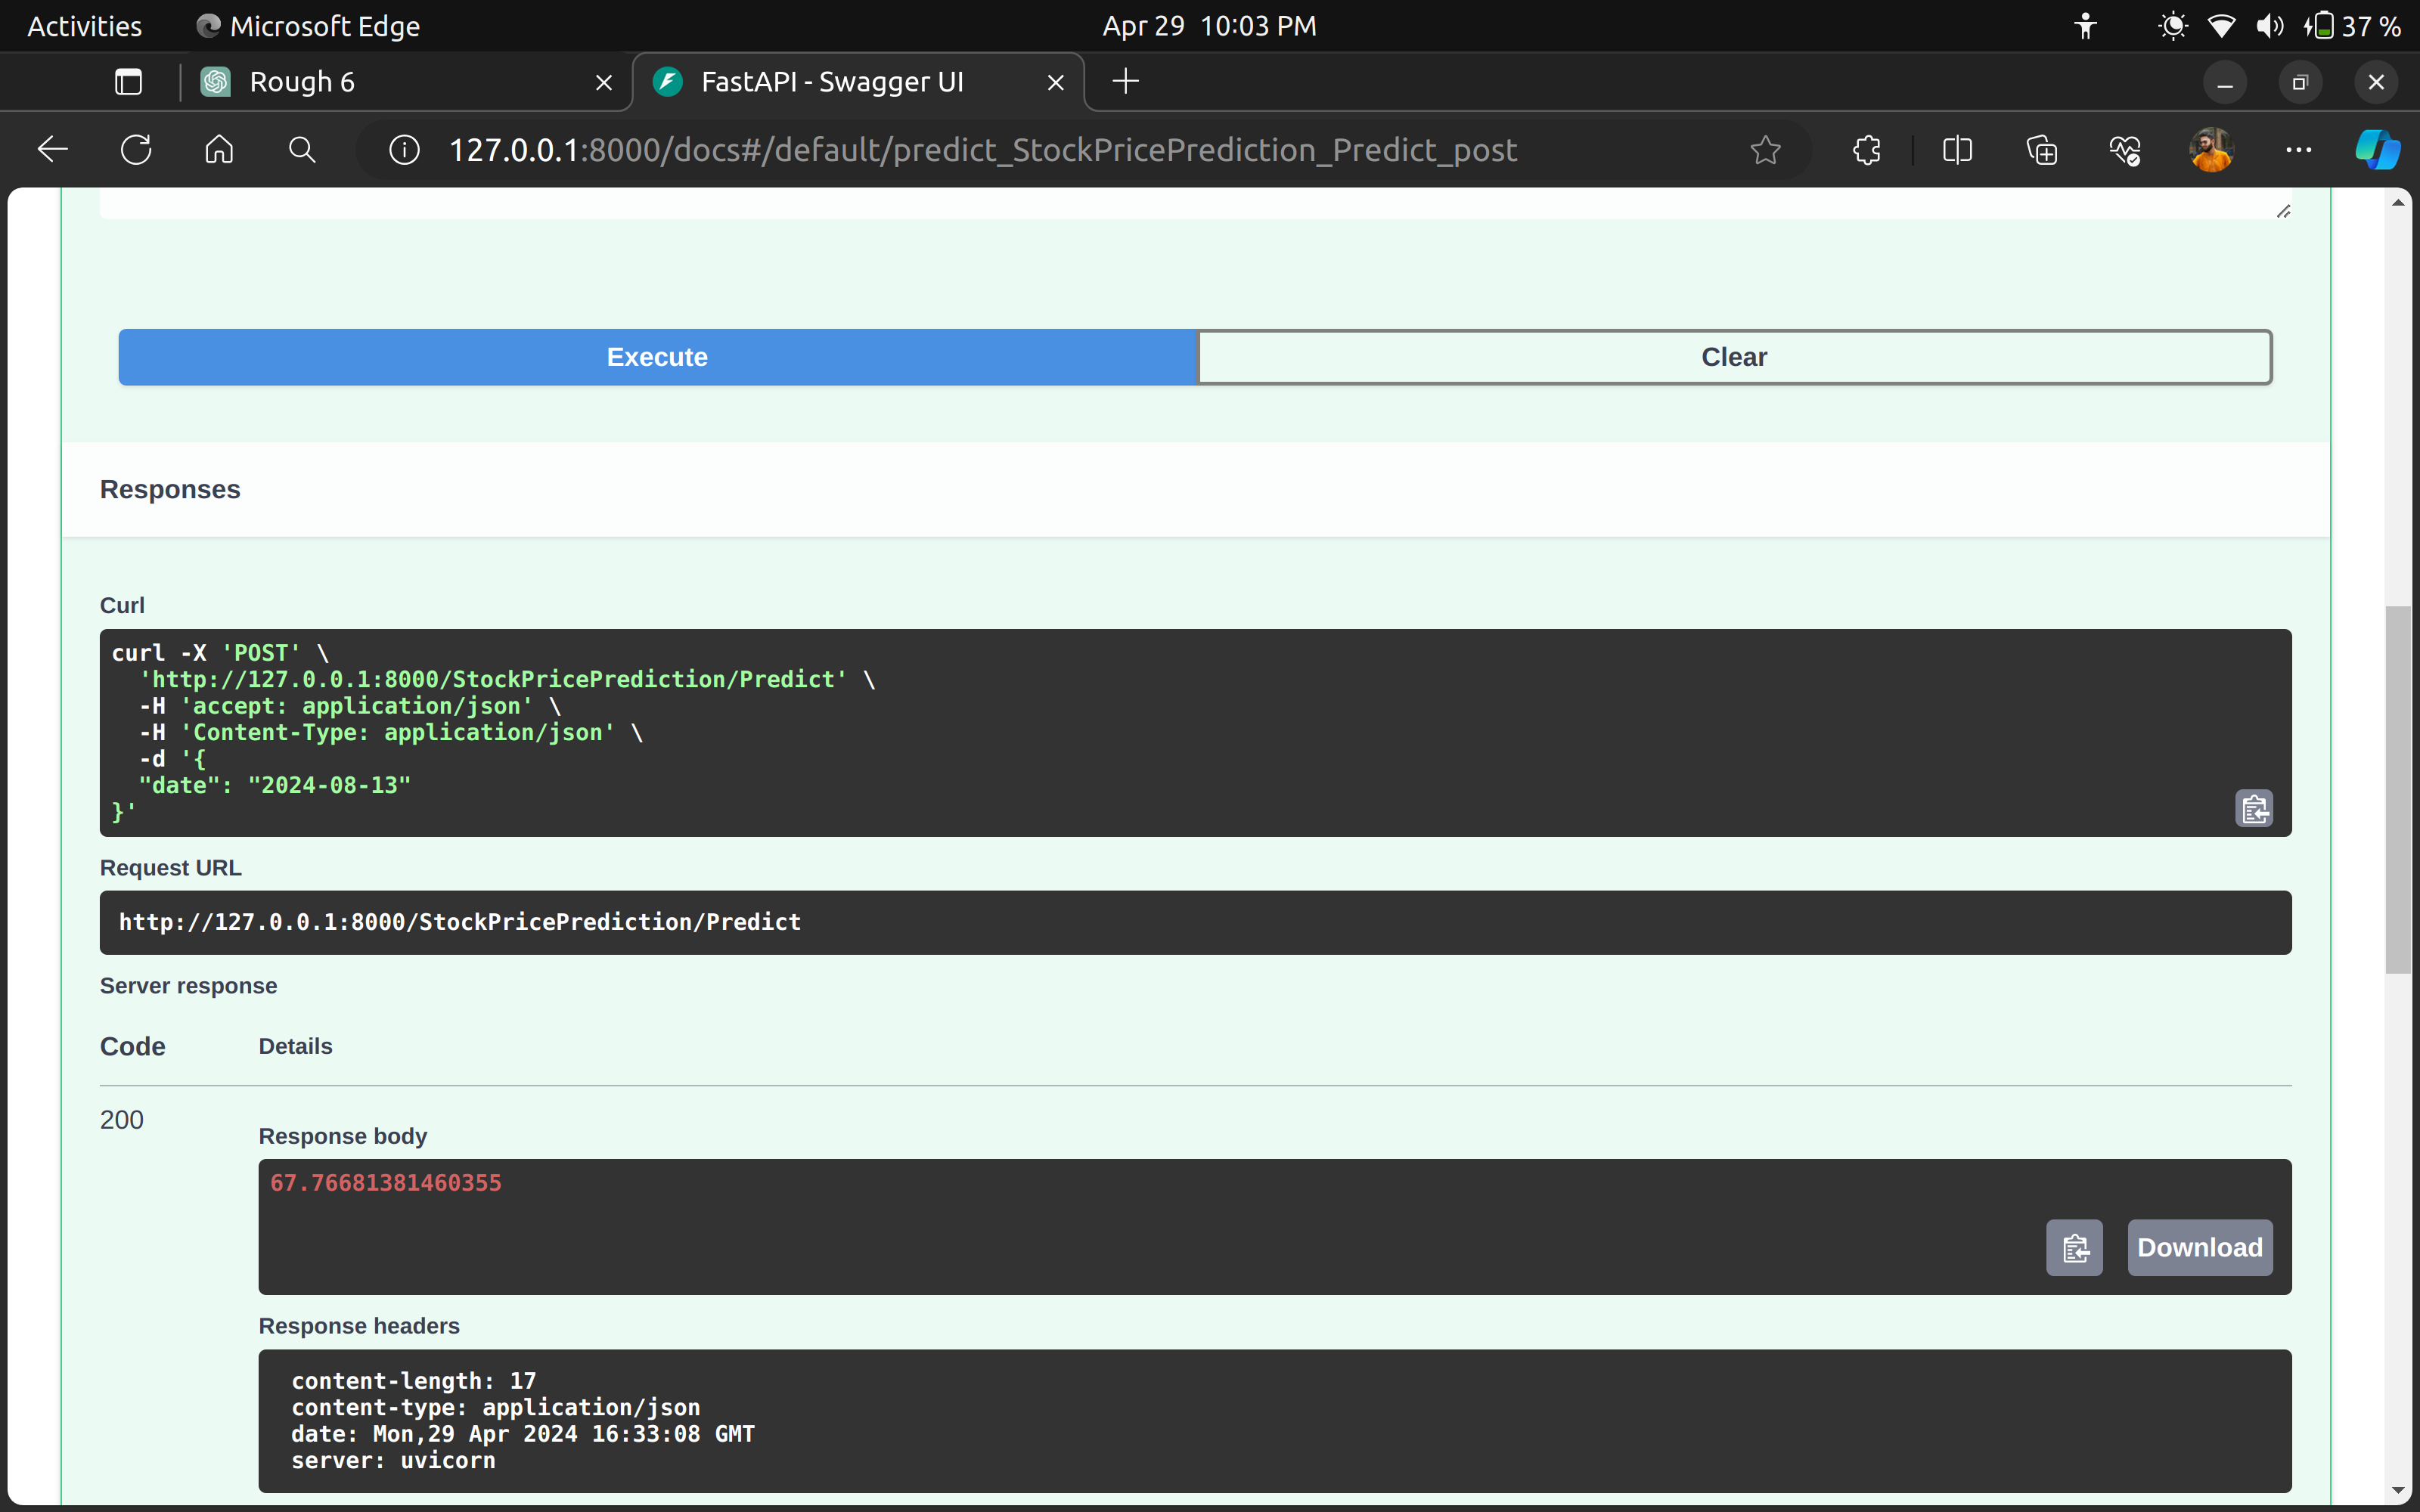 Activities
Microsoft Edge
Apr 29 10:03 PM
37 %
Rough 6
FastAPI - Swagger UI
127.0.0.1:8000/docs#/default/predict_StockPricePrediction_Predict_post
Execute
Clear
Responses
Curl
curl -X 'POST' \
'http://127.0.0.1:8000/StockPricePrediction/Predict' \
-H 'accept: application/json' \
-H 'Content-Type: application/json' \
-d '{
"date": "2024-08-13"
}'
Request URL
http://127.0.0.1:8000/StockPricePrediction/Predict
Server response
Code
Details
200
Response body
67.76681381460355
Download
Response headers
content-length: 17
content-type: application/json
date: Mon,29 Apr 2024 16:33:08 GMT
server: uvicorn